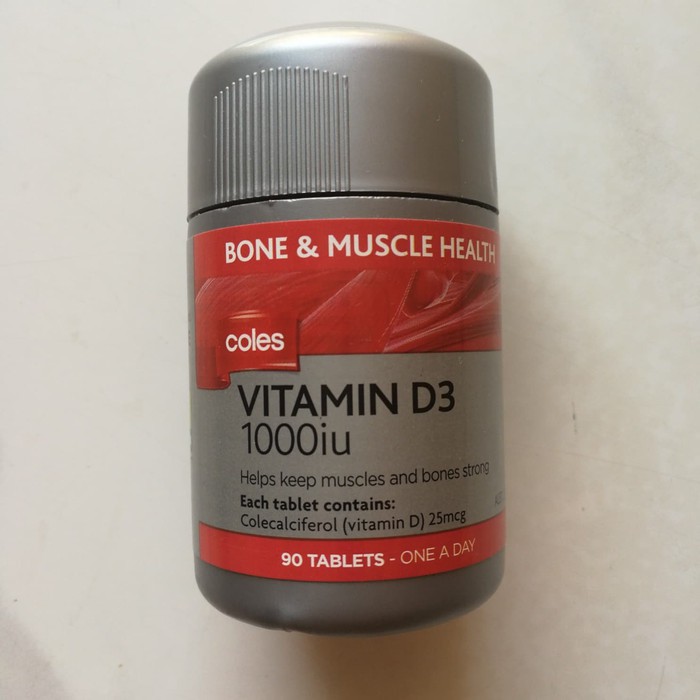 BONE & MUSCLE HEALTH
coles
VITAMIN D3
1000iu
Helps keep muscles and bones strong
Each tablet contains:
Colecalciferol (vitamin D) 25mcg
90 TABLETS - ONE A DAY